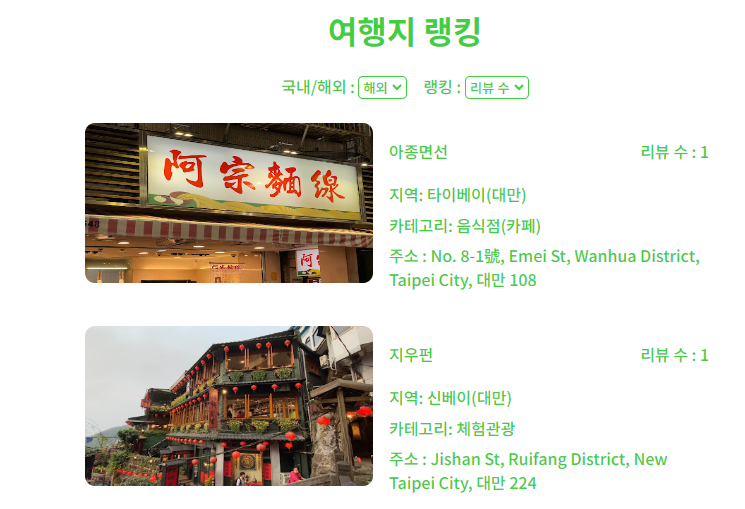 여행지 랭킹
국내/해외 : 해외 랭킹 : 리뷰 수
阿宗麵線
아종면선 리뷰 수 : 1
지역: 타이베이(대만)
카테고리: 음식점(카페)
주소 : No. 8-1號, Emei St, Wanhua District,
Taipei City, 대만 108
지우펀 리뷰 수 : 1
지역: 신베이(대만)
카테고리: 체험관광
주소 : Jishan St, Ruifang District, New
Taipei City, 대만 224